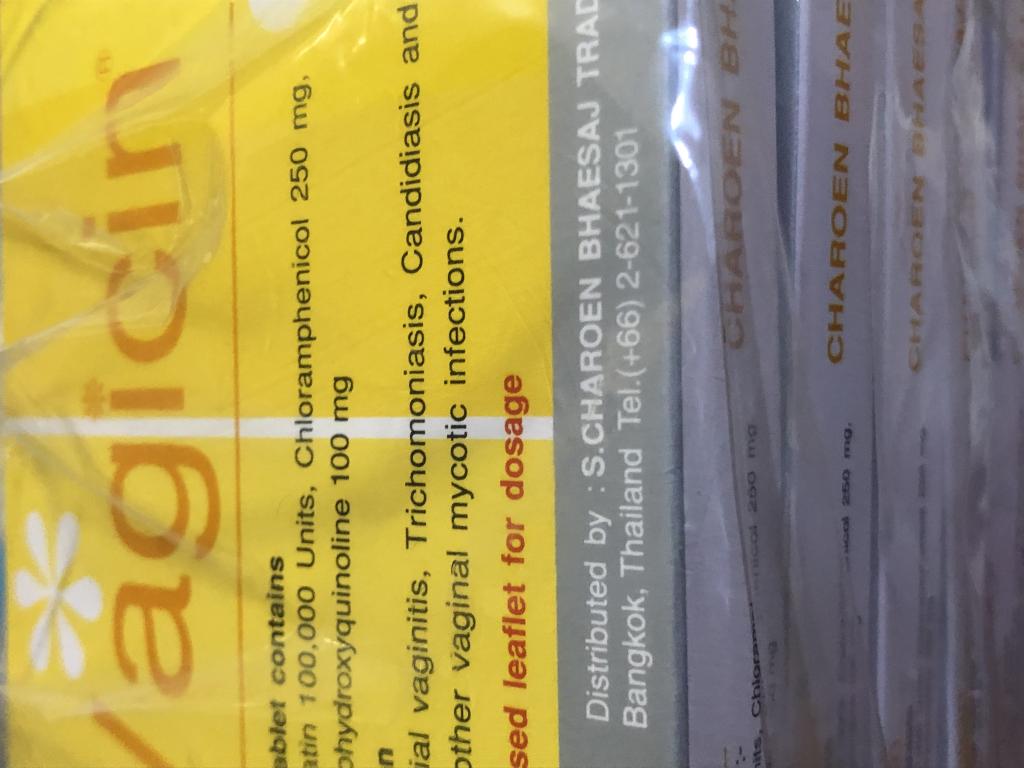 Vagicin®
ablet contains
atin 100,000 Units, Chloramphenicol 250 mg,
ohydroxyquinoline 100 mg
n
ial vaginitis, Trichomoniasis, Candidiasis and
other vaginal mycotic infections.
sed leaflet for dosage
Distributed by : S.CHAROEN BHAESAJ TRAD
Bangkok, Thailand Tel.(+66) 2-621-1301
CHAROEN BHA
250 mg
mg
CHAROEN BHAE
250 mg,
CHAROEN BHAESA